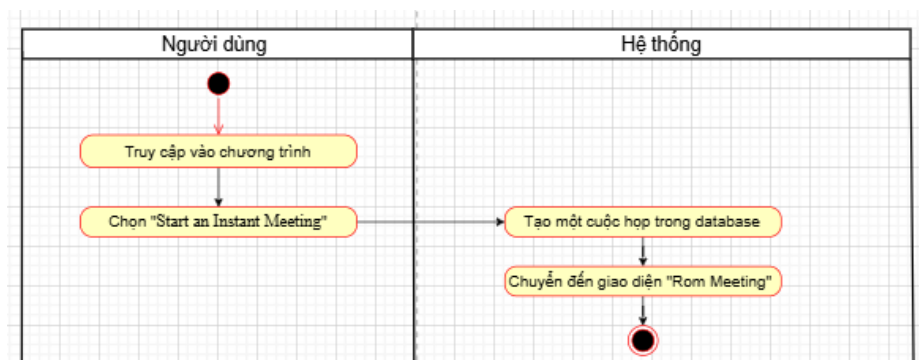 Người dùng
Hệ thống
Truy cập vào chương trình
Chọn "Start an Instant Meeting"
Tạo một cuộc họp trong database
Chuyển đến giao diện "Rom Meeting"